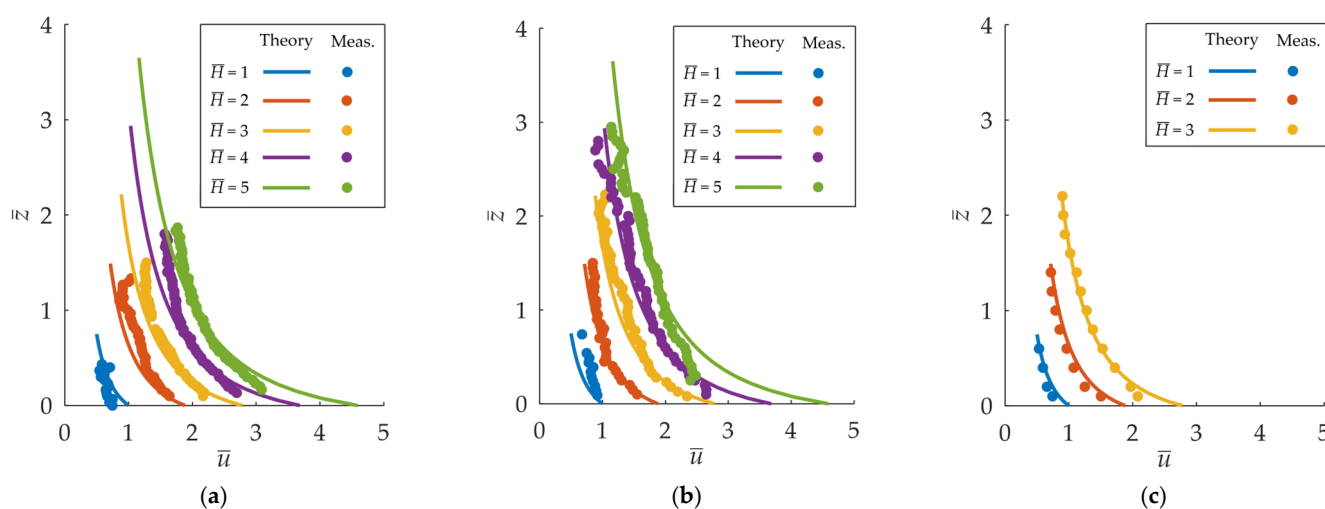 4
3
2
1
0
z̄
0 1 2 3 4 5
ū
Theory Meas.
H̄ = 1
H̄ = 2
H̄ = 3
H̄ = 4
H̄ = 5
(a)
4
3
2
1
0
z̄
0 1 2 3 4 5
ū
Theory Meas.
H̄ = 1
H̄ = 2
H̄ = 3
H̄ = 4
H̄ = 5
(b)
4
3
2
1
0
z̄
0 1 2 3 4 5
ū
Theory Meas.
H̄ = 1
H̄ = 2
H̄ = 3
(c)